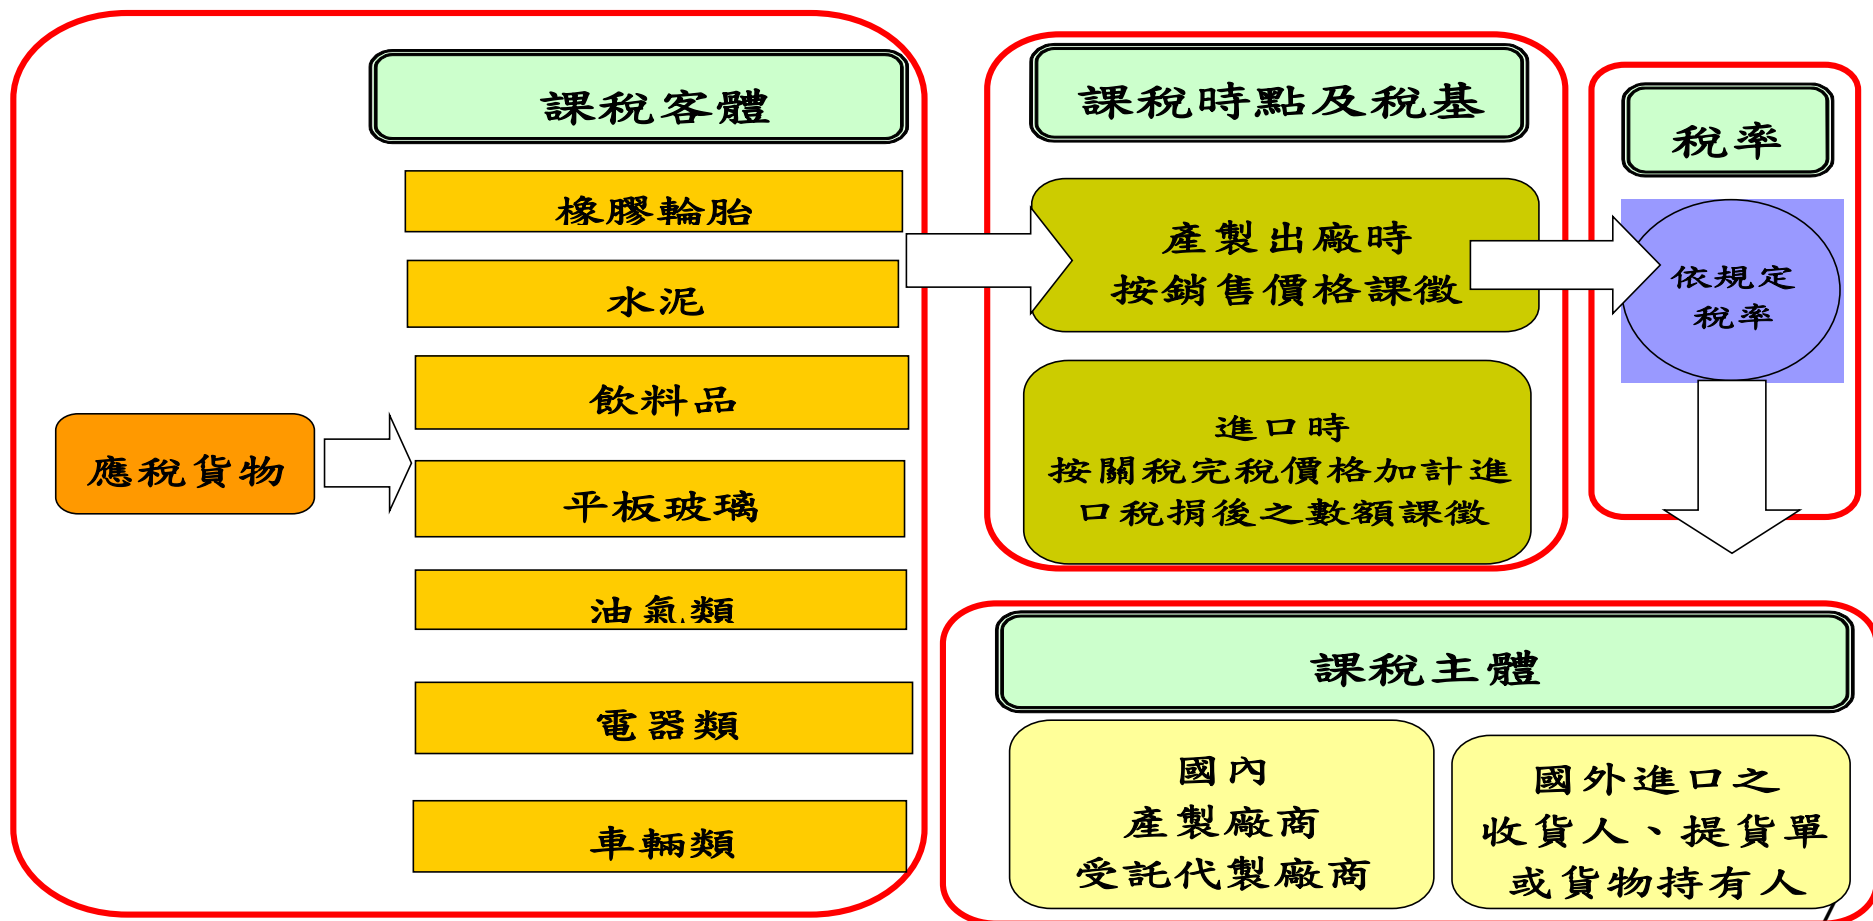 應稅貨物
課稅客體
橡膠輪胎
水泥
飲料品
平板玻璃
油氣類
電器類
車輛類
課稅時點及稅基
產製出廠時
按銷售價格課徵
進口時
按關稅完稅價格加計進
口稅捐後之數額課徵
稅率
依規定
稅率
課稅主體
國內
產製廠商
受託代製廠商
國外進口之
收貨人、提貨單
或貨物持有人